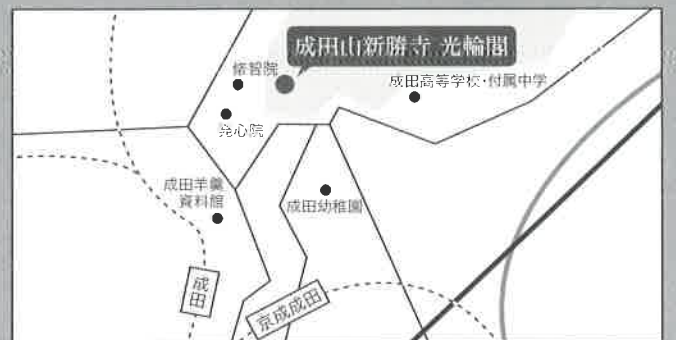 成田山新勝寺 光輪閣
脩智院
成田高等学校・付属中学
発心院
成田羊羹
資料館
成田幼稚園
成田
京成成田